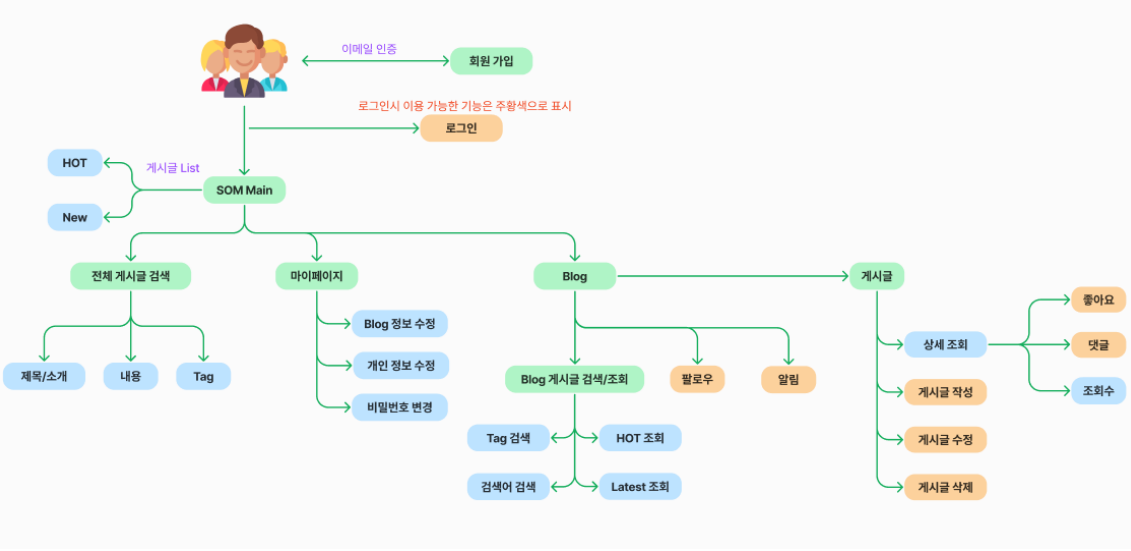 이메일 인증
회원 가입
로그인시 이용 가능한 기능은 주황색으로 표시
로그인
HOT
게시글 List
SOM Main
New
전체 게시글 검색
마이페이지
Blog
게시글
좋아요
Blog 정보 수정
상세 조회
댓글
개인 정보 수정
제목/소개
내용
Tag
Blog 게시글 검색/조회
팔로우
알림
게시글 작성
조회수
비밀번호 변경
Tag 검색
HOT 조회
게시글 수정
검색어 검색
Latest 조회
게시글 삭제